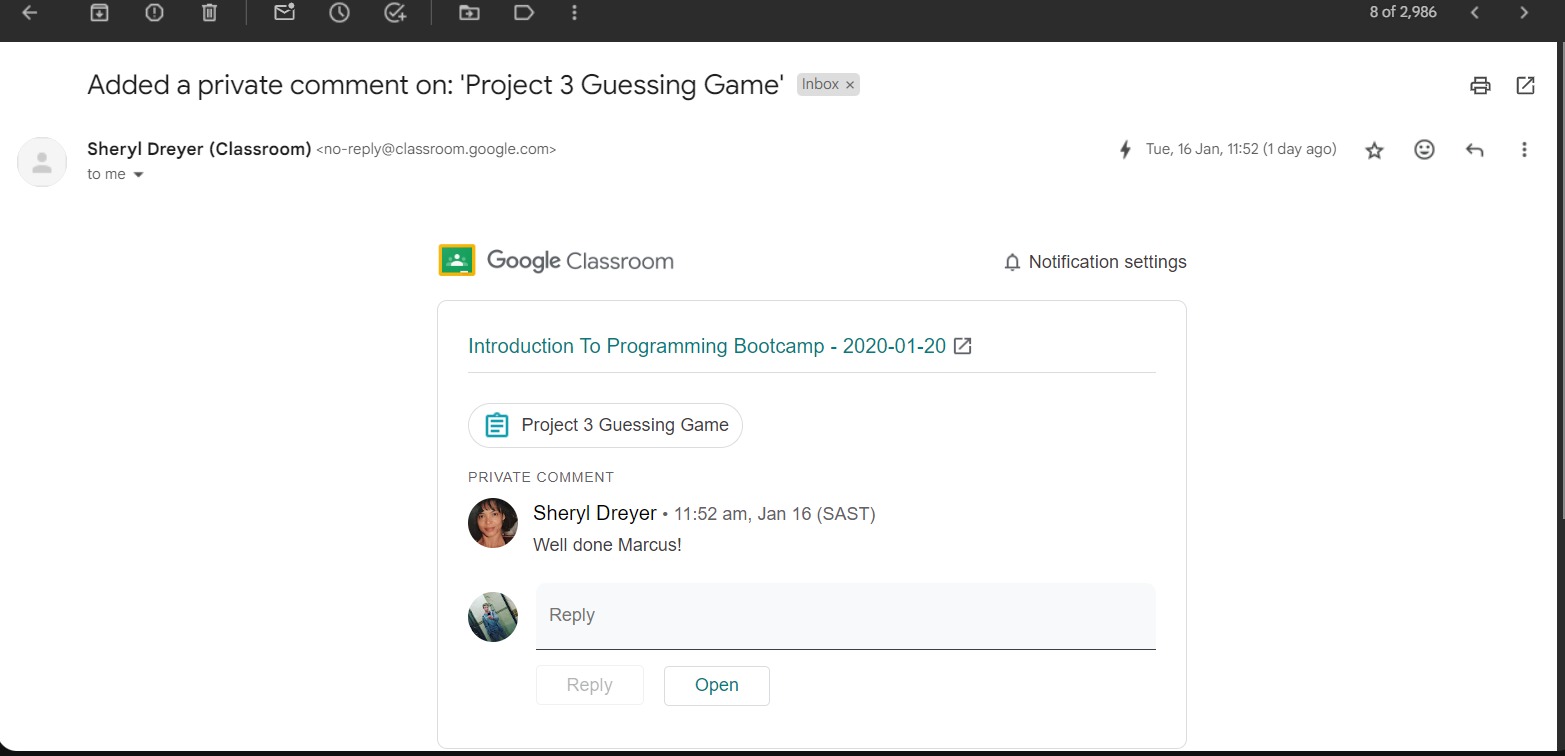 8 of 2,986
Added a private comment on: 'Project 3 Guessing Game' Inbox ×
Sheryl Dreyer (Classroom) <no-reply@classroom.google.com> Tue, 16 Jan, 11:52 (1 day ago)
to me
Google Classroom Notification settings
Introduction To Programming Bootcamp - 2020-01-20
Project 3 Guessing Game
PRIVATE COMMENT
Sheryl Dreyer • 11:52 am, Jan 16 (SAST)
Well done Marcus!
Reply
Reply Open